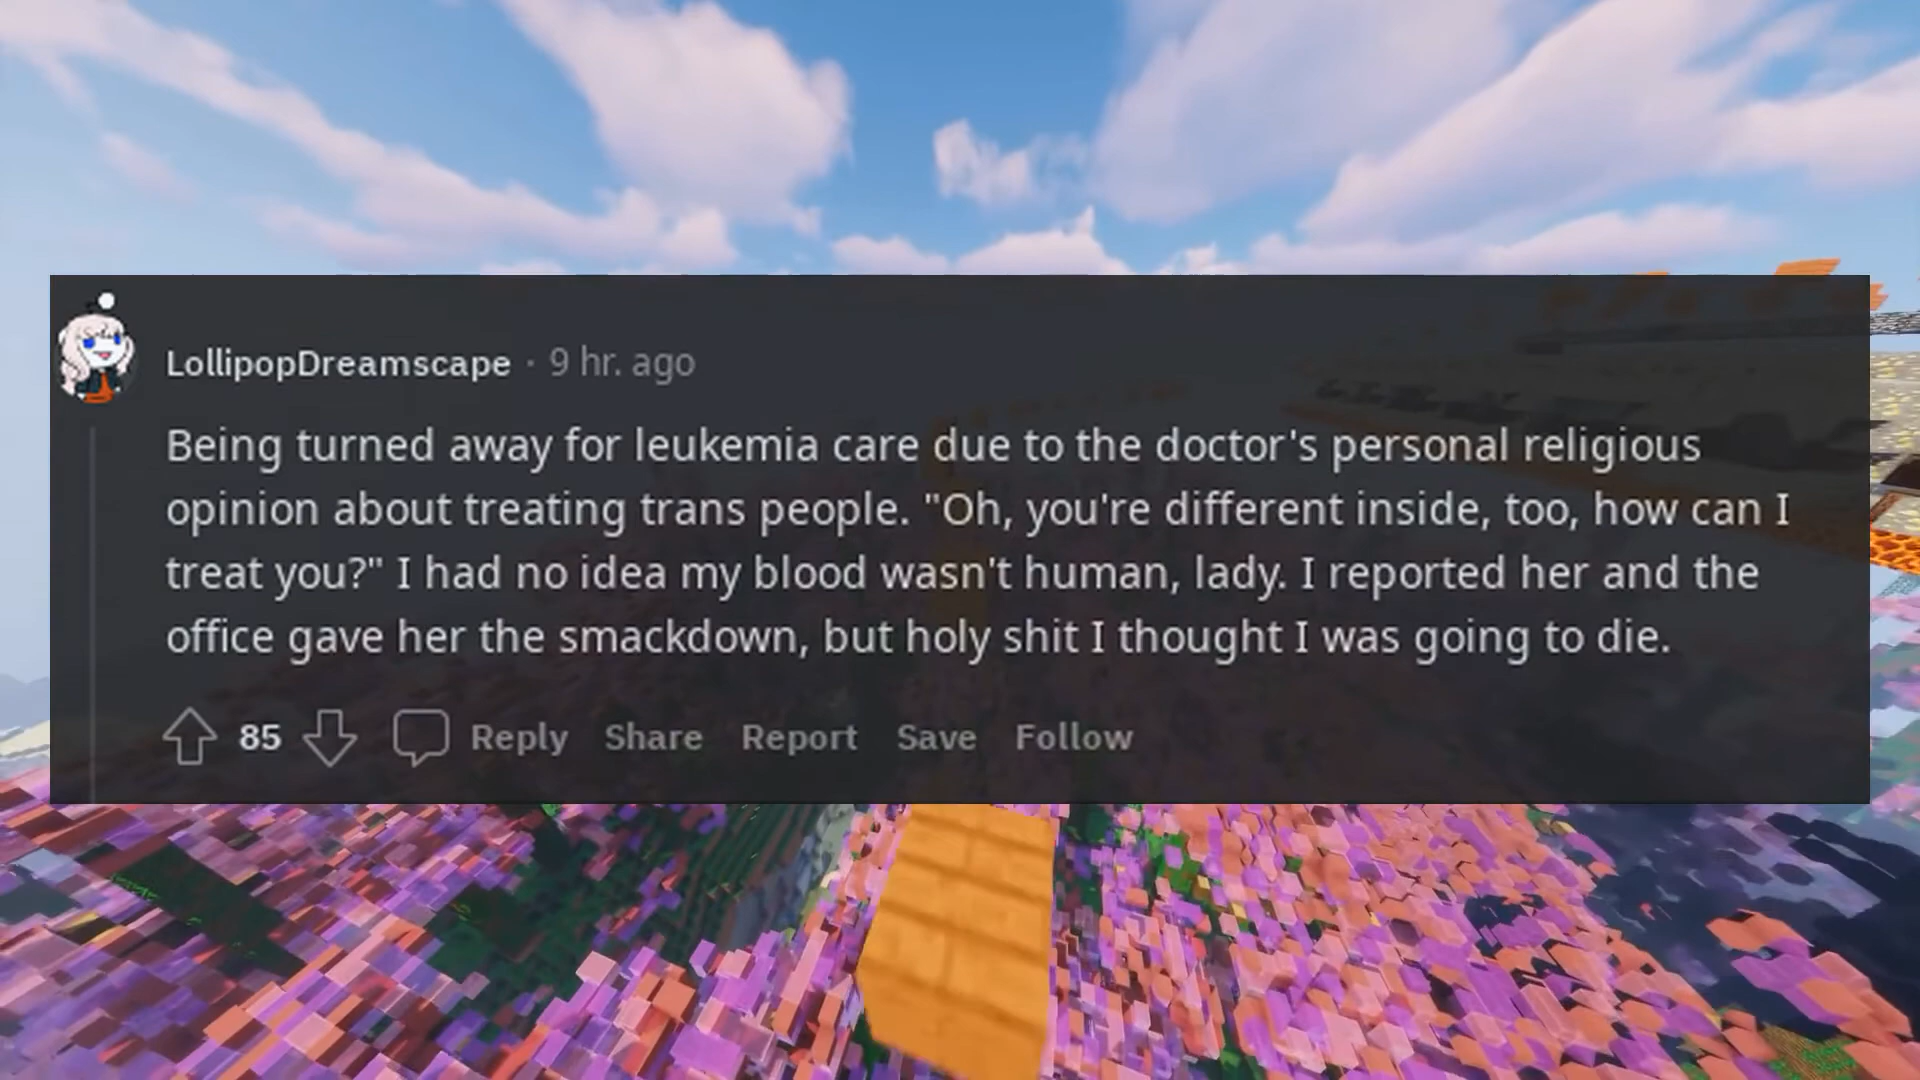 LollipopDreamscape · 9 hr. ago
Being turned away for leukemia care due to the doctor's personal religious
opinion about treating trans people. "Oh, you're different inside, too, how can I
treat you?" I had no idea my blood wasn't human, lady. I reported her and the
office gave her the smackdown, but holy shit I thought I was going to die.
85 Reply Share Report Save Follow